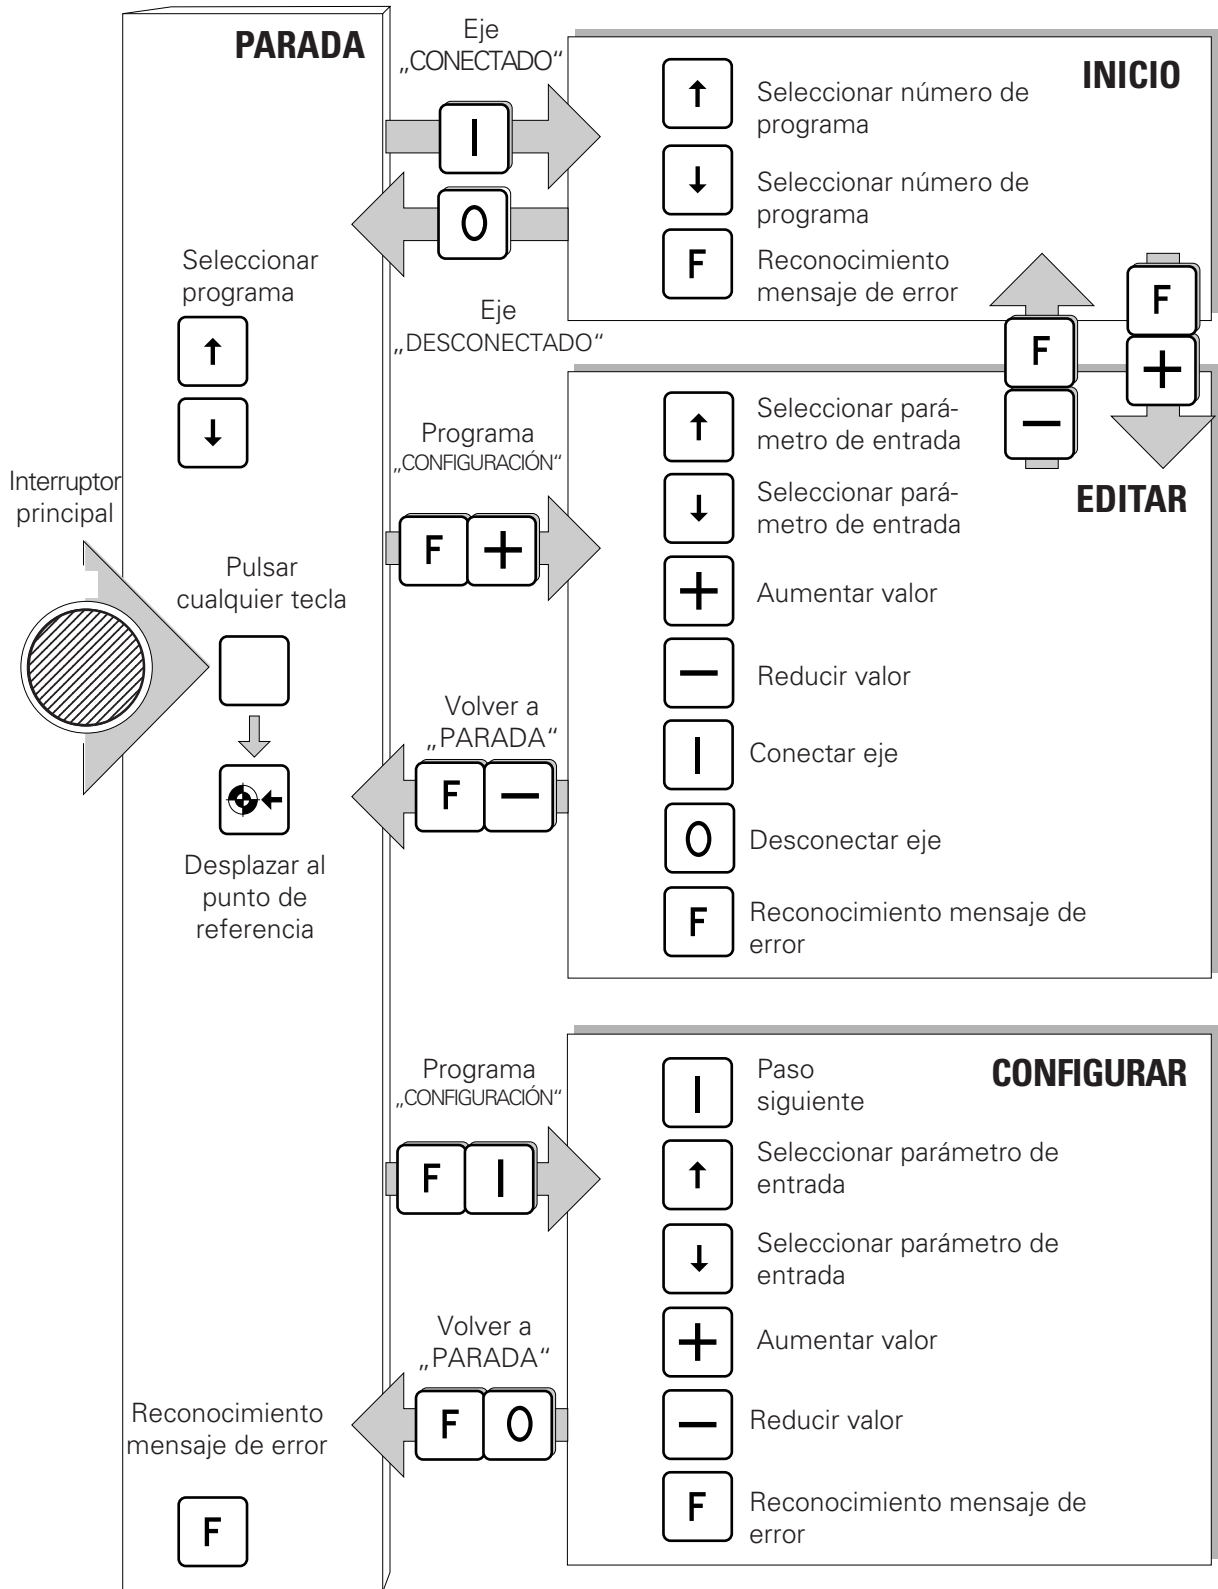 PARADA
Seleccionar
programa
↑
↓
Interruptor
principal
Pulsar
cualquier tecla
Desplazar al
punto de
referencia
Reconocimiento
mensaje de error
F
Eje
„CONECTADO“
I
O
Eje
„DESCONECTADO“
Programa
„CONFIGURACIÓN“
F +
Volver a
„PARADA“
F −
Programa
„CONFIGURACIÓN“
F I
Volver a
„PARADA“
F O
INICIO
↑ Seleccionar número de
programa
↓ Seleccionar número de
programa
F Reconocimiento
mensaje de error
F
−
F
+
EDITAR
↑ Seleccionar pará-
metro de entrada
↓ Seleccionar pará-
metro de entrada
+ Aumentar valor
− Reducir valor
I Conectar eje
O Desconectar eje
F Reconocimiento mensaje de
error
CONFIGURAR
I Paso
siguiente
↑ Seleccionar parámetro de
entrada
↓ Seleccionar parámetro de
entrada
+ Aumentar valor
− Reducir valor
F Reconocimiento mensaje de
error